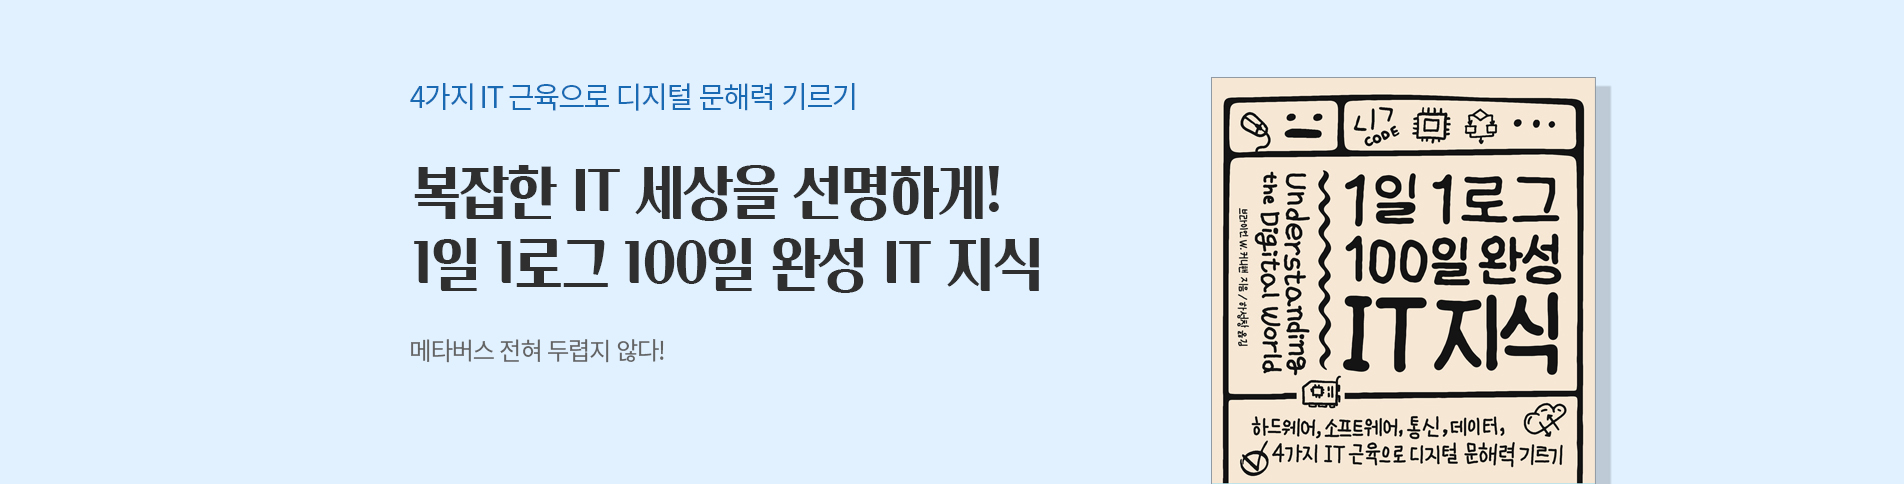 4가지 IT 근육으로 디지털 문해력 기르기
복잡한 IT 세상을 선명하게!
1일 1로그 100일 완성 IT 지식
메타버스 전혀 두렵지 않다!
CODE
1일 1로그
100일 완성
IT 지식
Understanding
the Digital World
브라이언 W. 커니핸 지음 / 하성창 옮김
하드웨어, 소프트웨어, 통신, 데이터,
4가지 IT 근육으로 디지털 문해력 기르기